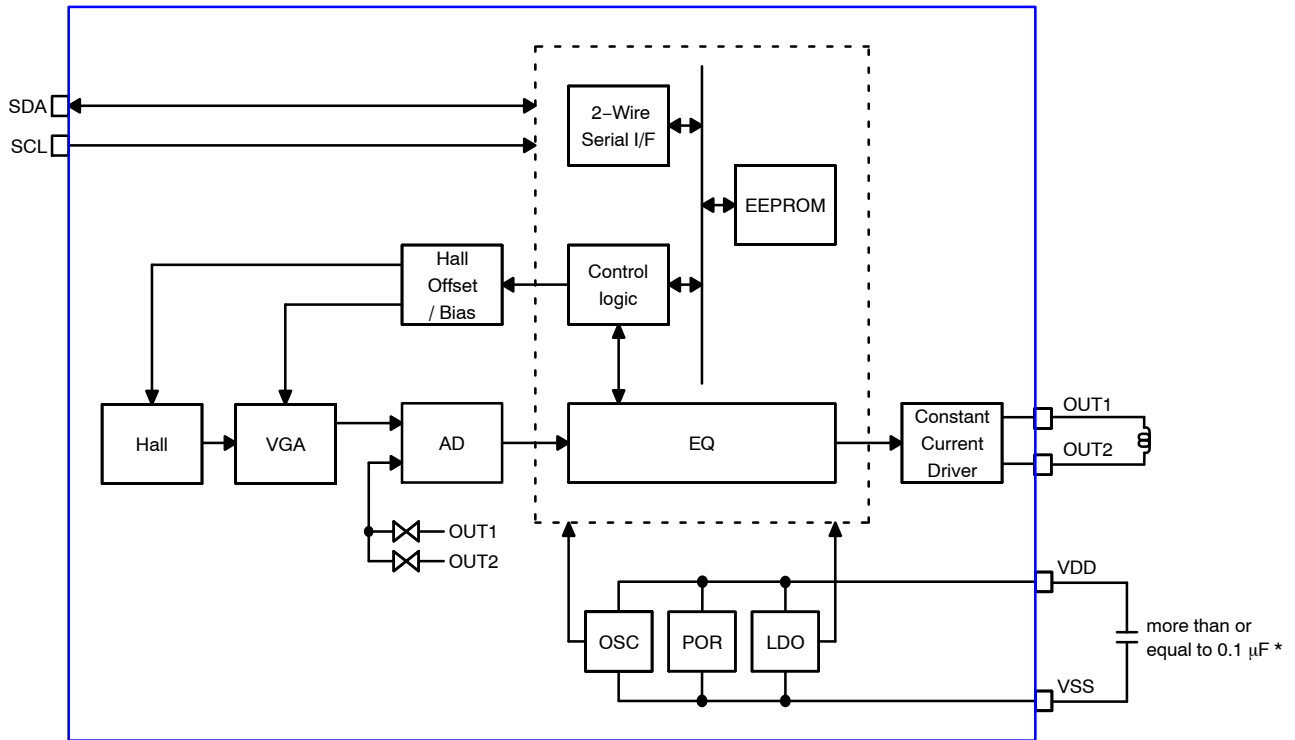 SDA
SCL
2−Wire
Serial I/F
EEPROM
Hall
Offset
/ Bias
Control
logic
Hall
VGA
AD
EQ
Constant
Current
Driver
OUT1
OUT2
OUT1
OUT2
OSC
POR
LDO
VDD
VSS
more than or
equal to 0.1 μF *